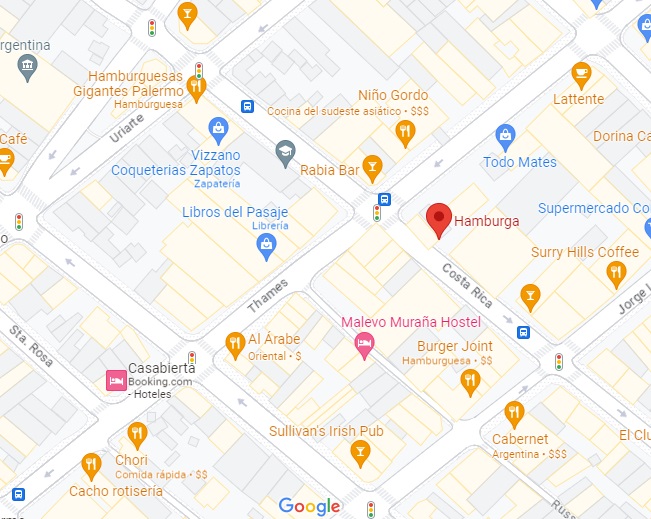 rgentina
Hamburguesas
Gigantes Palermo
Hamburguesa
Niño Gordo
Cocina del sudeste asiático • $$$
Lattente
Uriarte
Café
Vizzano
Coqueterias Zapatos
Zapatería
Rabia Bar
Todo Mates
Dorina Ca
Libros del Pasaje
Librería
Hamburga
Supermercado Co
o
Surry Hills Coffee
Costa Rica
Thames
Jorge L
Sta. Rosa
Malevo Muraña Hostel
Al Árabe
Oriental • $
Burger Joint
Hamburguesa • $$
Casabierta
Booking.com
- Hoteles
Sullivan's Irish Pub
Cabernet
Argentina • $$$
El Clu
Chori
Comida rápida • $$
Cacho rotisería
Google
Russe